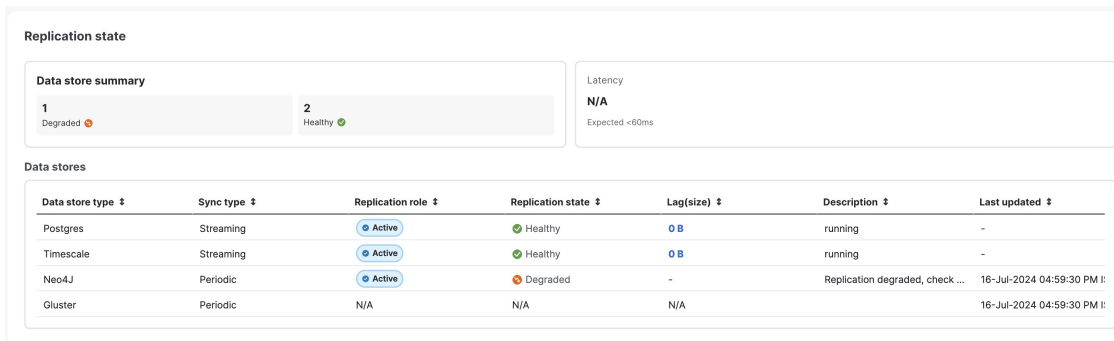 Replication state
Data store summary
1
Degraded
2
Healthy
Latency
N/A
Expected <60ms
Data stores
Data store type Sync type Replication role Replication state Lag(size) Description Last updated
Postgres Streaming Active Healthy 0 B running -
Timescale Streaming Active Healthy 0 B running -
Neo4J Periodic Active Degraded - Replication degraded, check ... 16-Jul-2024 04:59:30 PM
Gluster Periodic N/A N/A N/A 16-Jul-2024 04:59:30 PM